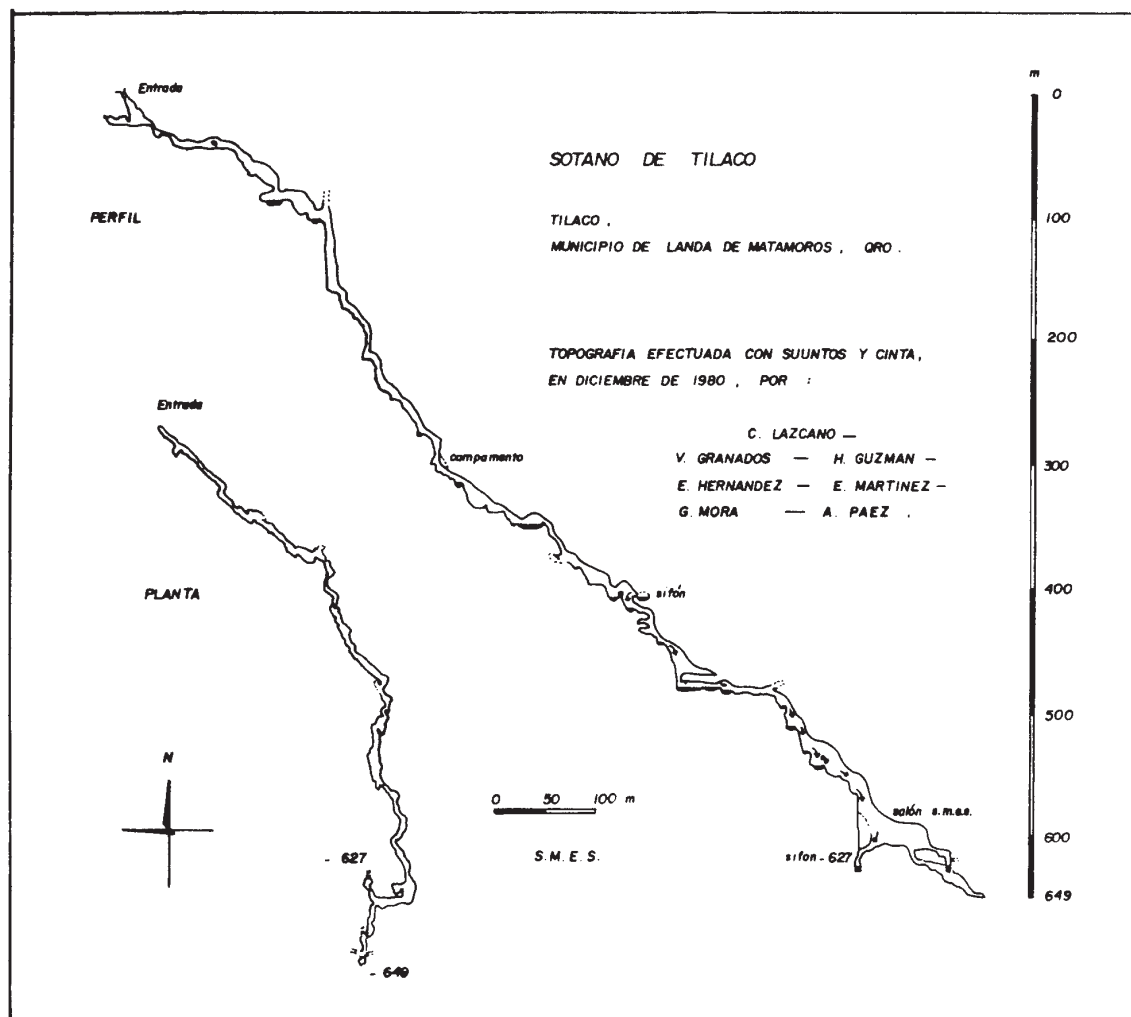 m
0
Entrada
SOTANO DE TILACO
PERFIL
TILACO ,
100
MUNICIPIO DE LANDA DE MATAMOROS , QRO .
200
TOPOGRAFIA EFECTUADA CON SUUNTOS Y CINTA,
EN DICIEMBRE DE 1980 , POR :
Entrada
C. LAZCANO —
campamento
V. GRANADOS — H. GUZMAN —
300
E. HERNANDEZ — E. MARTINEZ —
G. MORA — A. PAEZ .
PLANTA
sifón
400
500
N
0 50 100 m
salón s.m.e.s.
600
- 627
S.M.E.S.
sifon - 627
649
- 649